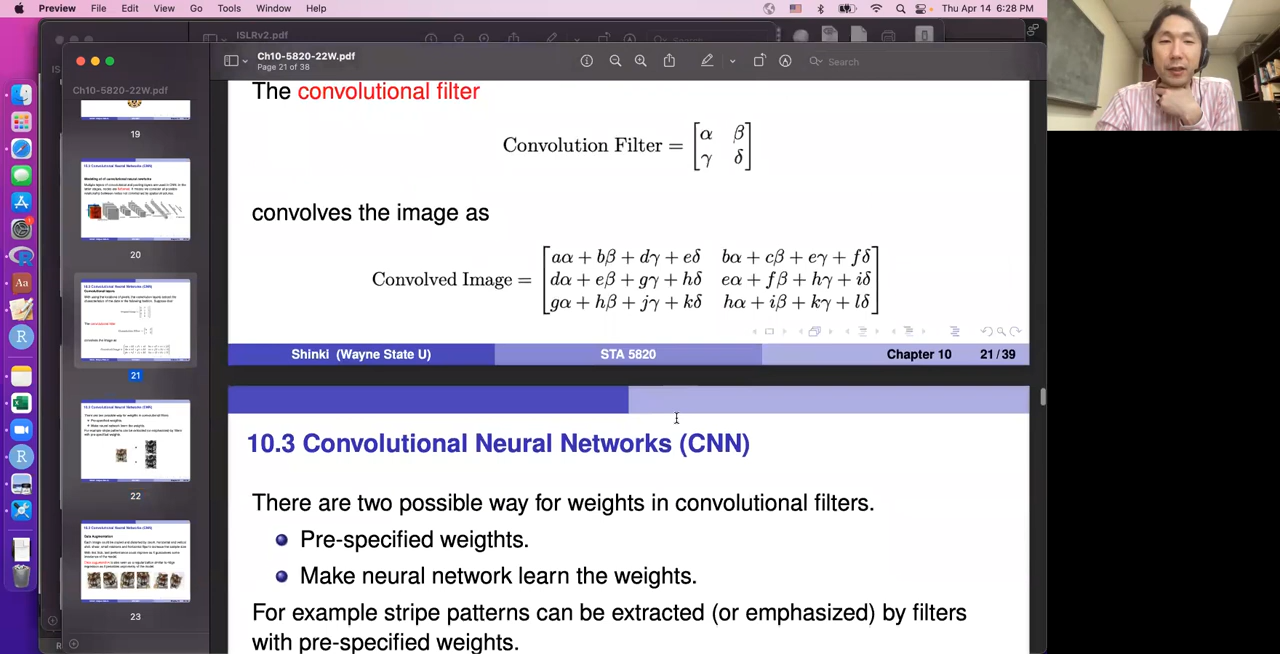 Preview File Edit View Go Tools Window Help Thu Apr 14 6:28 PM
ISLRv2.pdf
Ch10-5820-22W.pdf
Page 21 of 38
Search
Ch10-5820-22W.pdf
19
20
21
22
23
The convolutional filter
Convolution Filter = [α β
γ δ]
convolves the image as
Convolved Image = [aα + bβ + dγ + eδ bα + cβ + eγ + fδ
dα + eβ + gγ + hδ eα + fβ + hγ + iδ
gα + hβ + jγ + kδ hα + iβ + kγ + lδ]
Shinki (Wayne State U) STA 5820 Chapter 10 21 / 39
10.3 Convolutional Neural Networks (CNN)
There are two possible way for weights in convolutional filters.
Pre-specified weigthts.
Make neural network learn the weights.
For example stripe patterns can be extracted (or emphasized) by filters
with pre-specified weights.